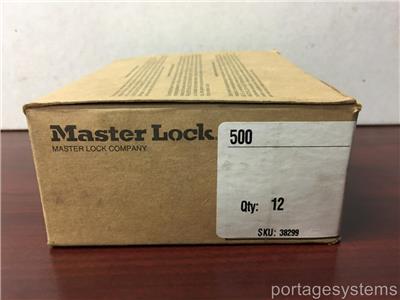 Master Lock.
MASTER LOCK COMPANY
500
Qty: 12
SKU: 38299
portagesystems